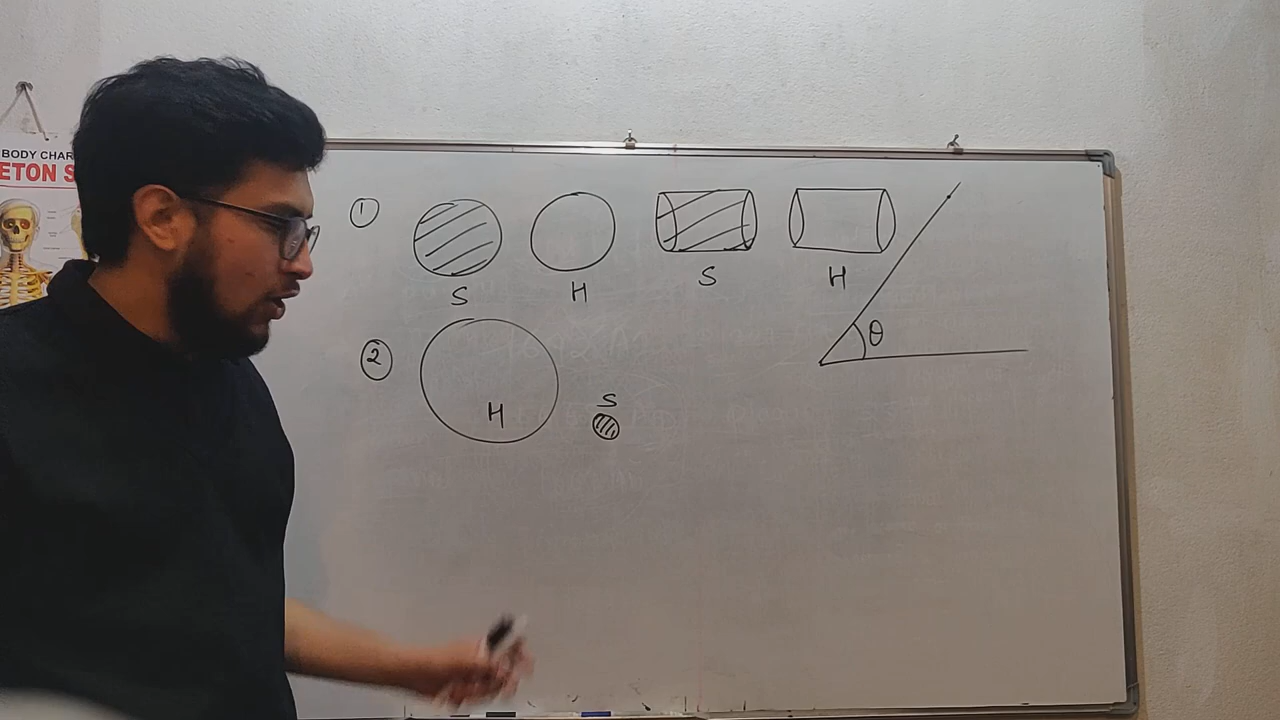 BODY CHAR
ETON S
①
S H S H
θ
②
H S